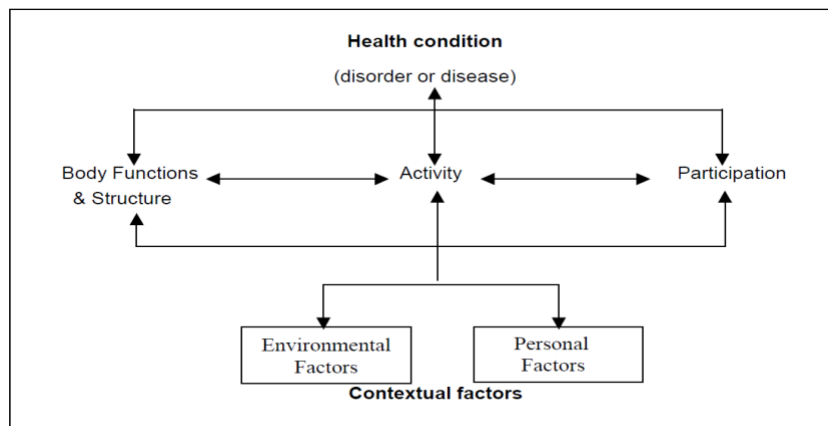 Health condition
(disorder or disease)
Body Functions
& Structure
Activity
Participation
Environmental
Factors
Personal
Factors
Contextual factors